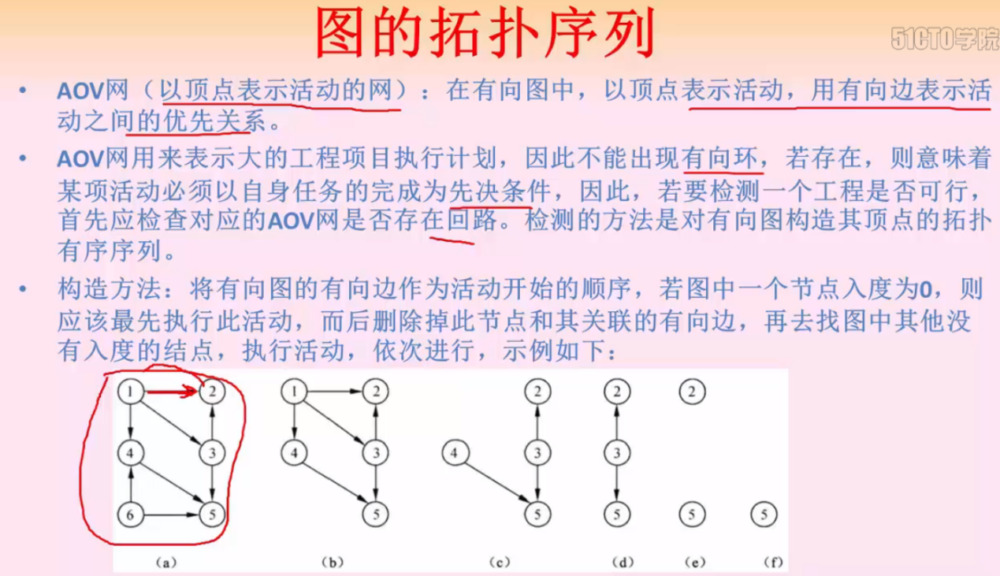 图的拓扑序列
51CTO学院
• AOV网（以顶点表示活动的网）：在有向图中，以顶点表示活动，用有向边表示活
动之间的优先关系。
• AOV网用来表示大的工程项目执行计划，因此不能出现有向环，若存在，则意味着
某项活动必须以自身任务的完成为先决条件，因此，若要检测一个工程是否可行，
首先应检查对应的AOV网是否存在回路。检测的方法是对有向图构造其顶点的拓扑
有序序列。
• 构造方法：将有向图的有向边作为活动开始的顺序，若图中一个节点入度为0，则
应该最先执行此活动，而后删除掉此节点和其关联的有向边，再去找图中其他没
有入度的结点，执行活动，依次进行，示例如下：
1 2 1 2 2 2 2
4 3 4 3 4 3 3
6 5 5 5 5 5 5
(a) (b) (c) (d) (e) (f)